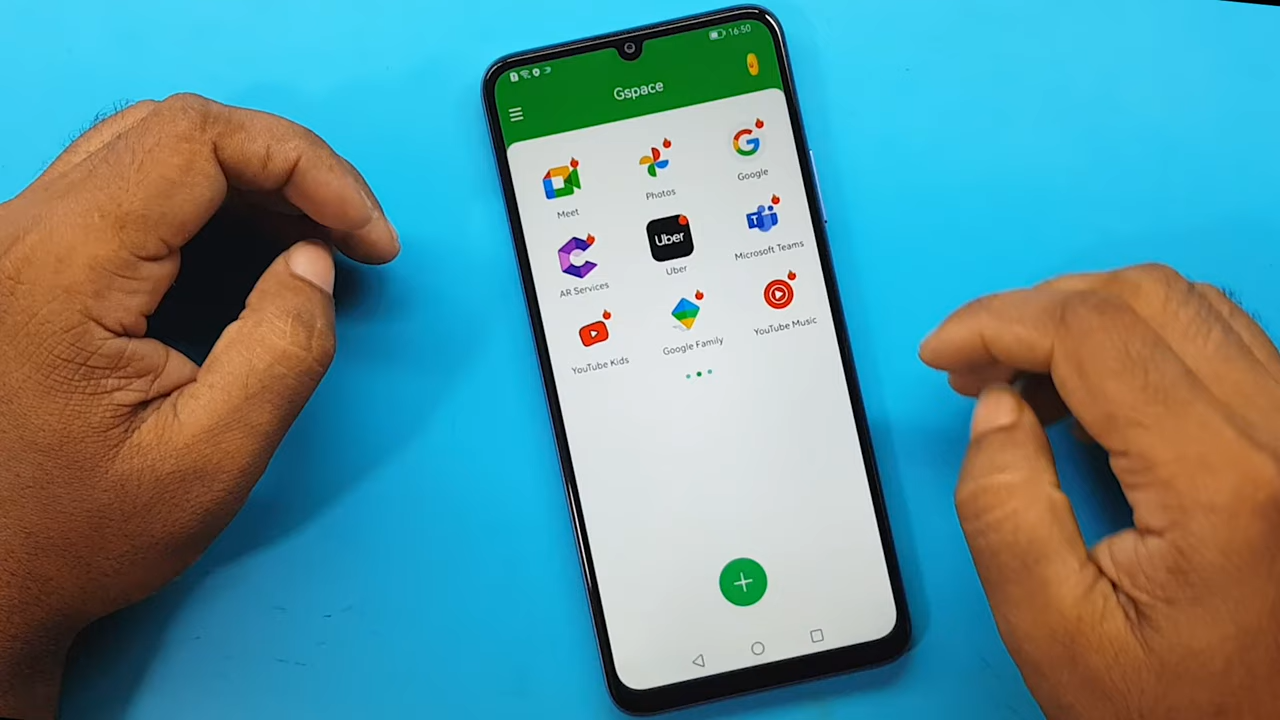 16:50
Gspace
Meet
Photos
Google
AR Services
Uber
Uber
Microsoft Teams
YouTube Kids
Google Family
YouTube Music